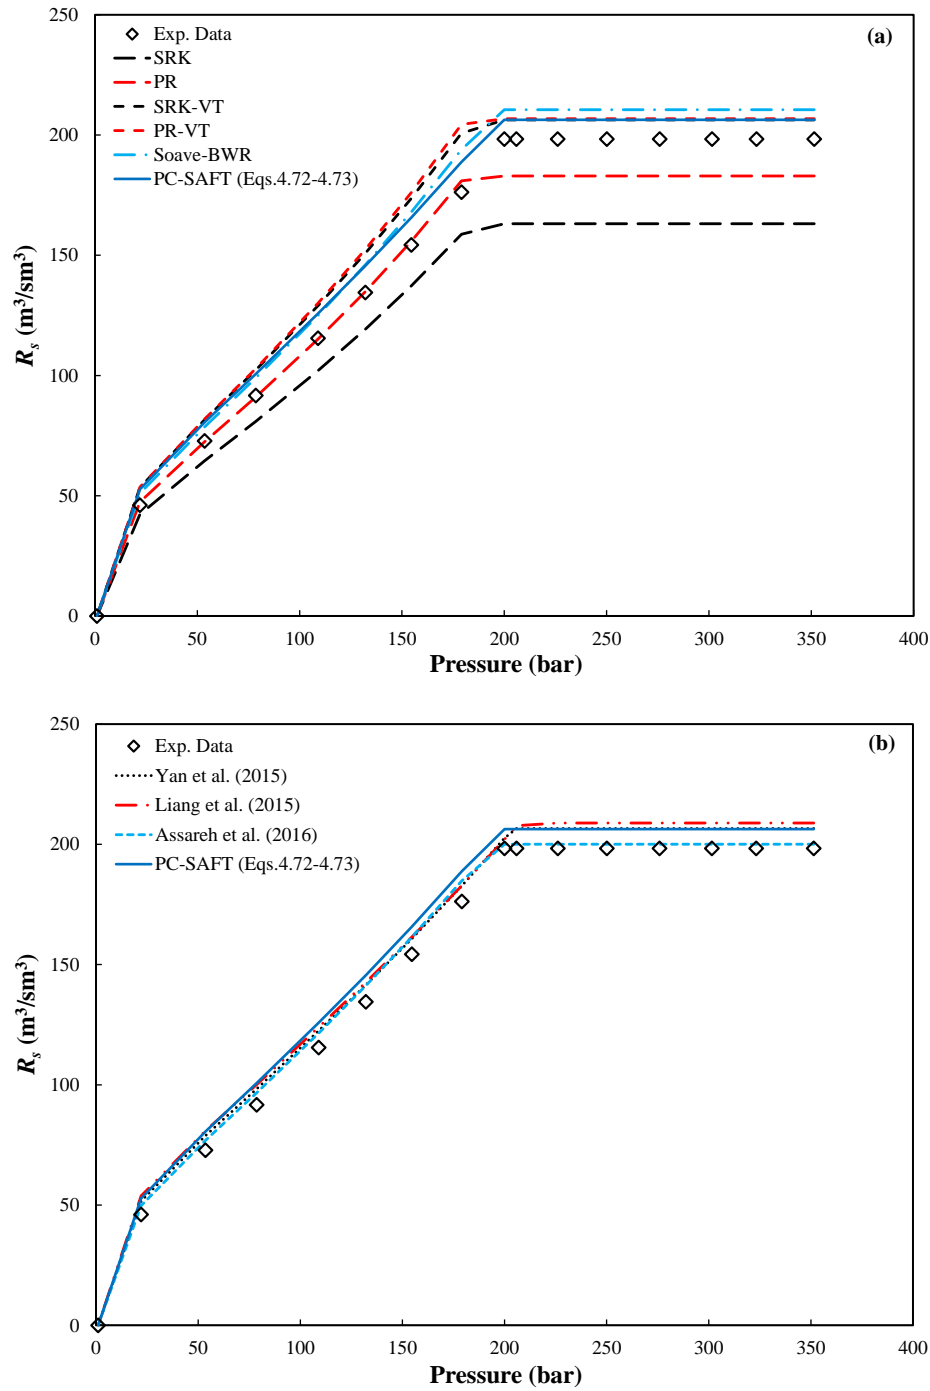 250
200
150
100
50
0
R_s (m³/sm³)
(a)
Exp. Data
SRK
PR
SRK-VT
PR-VT
Soave-BWR
PC-SAFT (Eqs.4.72-4.73)
0 50 100 150 200 250 300 350 400
Pressure (bar)
250
200
150
100
50
0
R_s (m³/sm³)
(b)
Exp. Data
Yan et al. (2015)
Liang et al. (2015)
Assareh et al. (2016)
PC-SAFT (Eqs.4.72-4.73)
0 50 100 150 200 250 300 350 400
Pressure (bar)